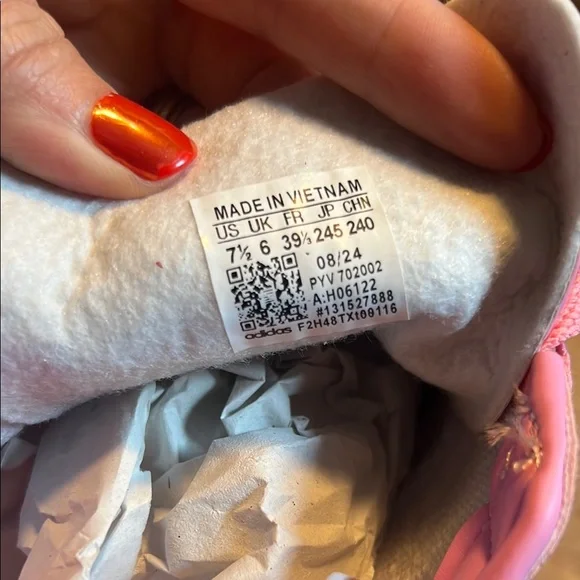 MADE IN VIETNAM
US UK FR JP CHN
7½ 6 39⅓ 245 240
08/24
PYV 702002
A:H06122
#131527888
adidas F2H48TXt09116